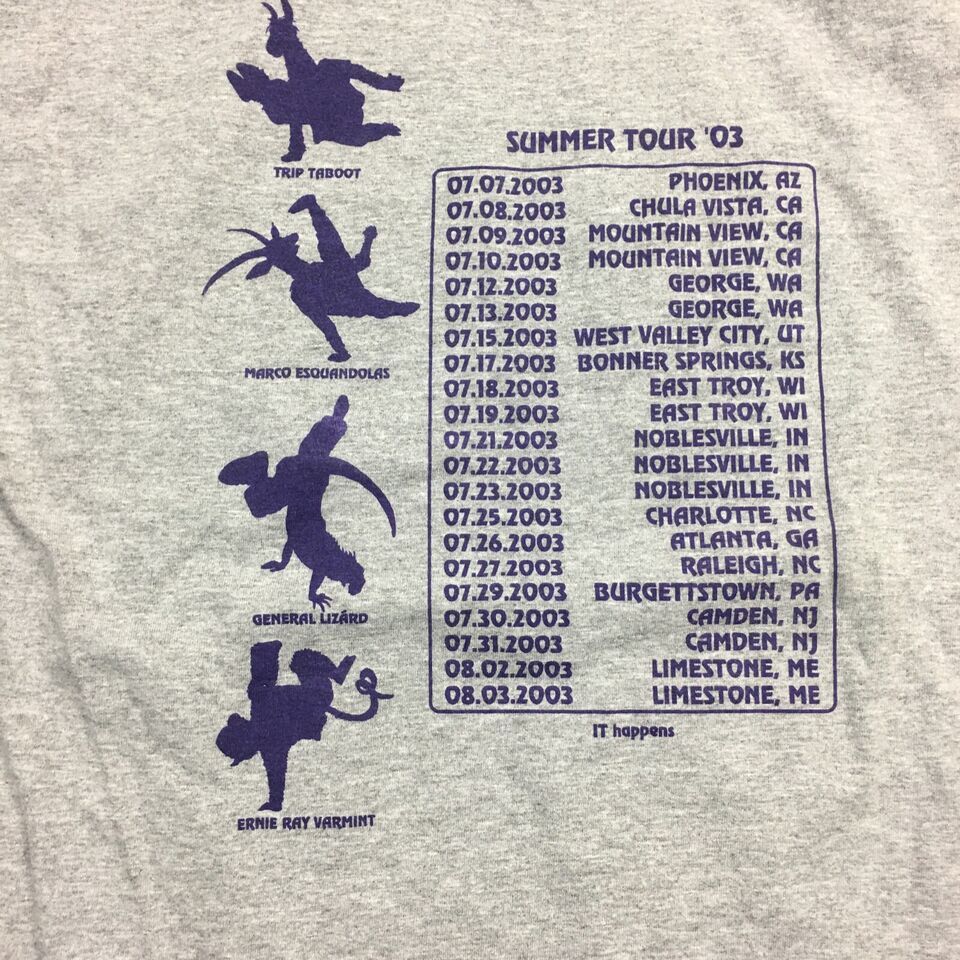 TRIP TABOOT
MARCO ESQUANDOLAS
GENERAL LIZÁRD
ERNIE RAY VARMINT
SUMMER TOUR '03
07.07.2003 PHOENIX, AZ
07.08.2003 CHULA VISTA, CA
07.09.2003 MOUNTAIN VIEW, CA
07.10.2003 MOUNTAIN VIEW, CA
07.12.2003 GEORGE, WA
07.13.2003 GEORGE, WA
07.15.2003 WEST VALLEY CITY, UT
07.17.2003 BONNER SPRINGS, KS
07.18.2003 EAST TROY, WI
07.19.2003 EAST TROY, WI
07.21.2003 NOBLESVILLE, IN
07.22.2003 NOBLESVILLE, IN
07.23.2003 NOBLESVILLE, IN
07.25.2003 CHARLOTTE, NC
07.26.2003 ATLANTA, GA
07.27.2003 RALEIGH, NC
07.29.2003 BURGETTSTOWN, PA
07.30.2003 CAMDEN, NJ
07.31.2003 CAMDEN, NJ
08.02.2003 LIMESTONE, ME
08.03.2003 LIMESTONE, ME
IT happens